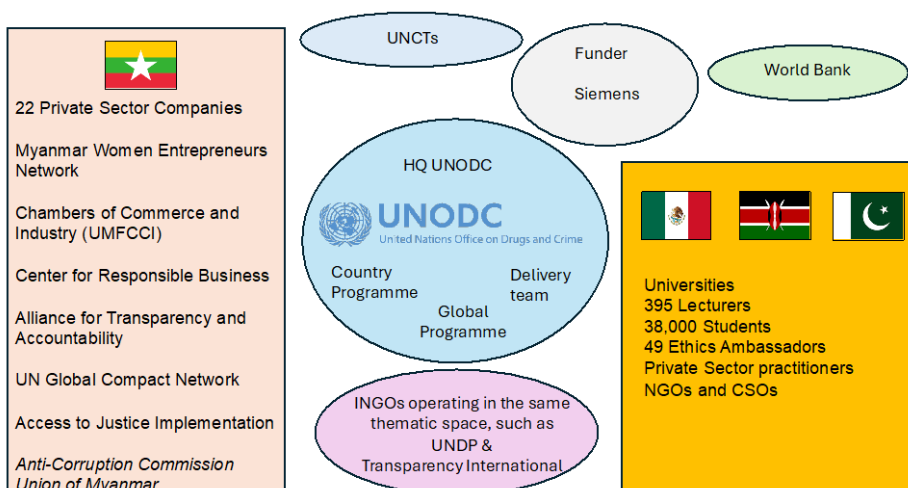 22 Private Sector Companies
Myanmar Women Entrepreneurs
Network
Chambers of Commerce and
Industry (UMFCCI)
Center for Responsible Business
Alliance for Transparency and
Accountability
UN Global Compact Network
Access to Justice Implementation
Anti-Corruption Commission
Union of Myanmar
UNCTs
Funder
Siemens
World Bank
HQ UNODC
UNODC
United Nations Office on Drugs and Crime
Country
Programme
Delivery
team
Global
Programme
INGOs operating in the same
thematic space, such as
UNDP &
Transparency International
Universities
395 Lecturers
38,000 Students
49 Ethics Ambassadors
Private Sector practitioners
NGOs and CSOs